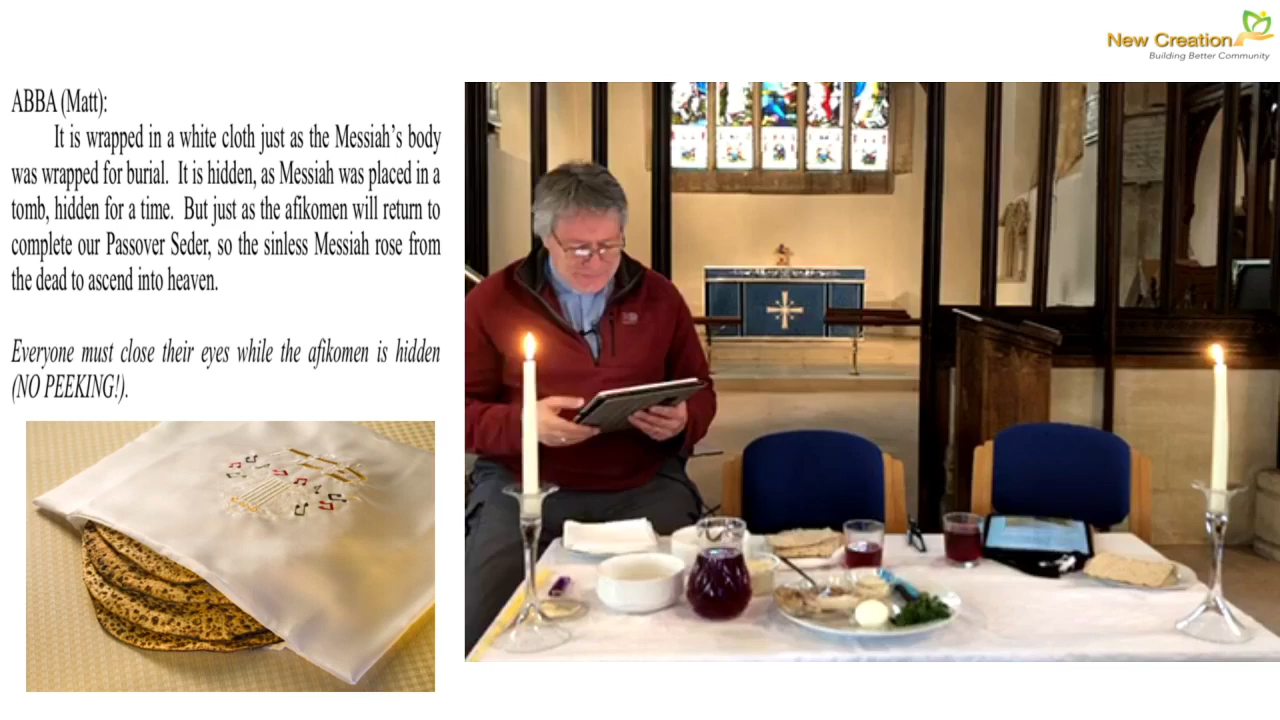 New Creation
Building Better Community
ABBA (Matt):
It is wrapped in a white cloth just as the Messiah's body
was wrapped for burial. It is hidden, as Messiah was placed in a
tomb, hidden for a time. But just as the afikomen will return to
complete our Passover Seder, so the sinless Messiah rose from
the dead to ascend into heaven.
Everyone must close their eyes while the afikomen is hidden
(NO PEEKING!).